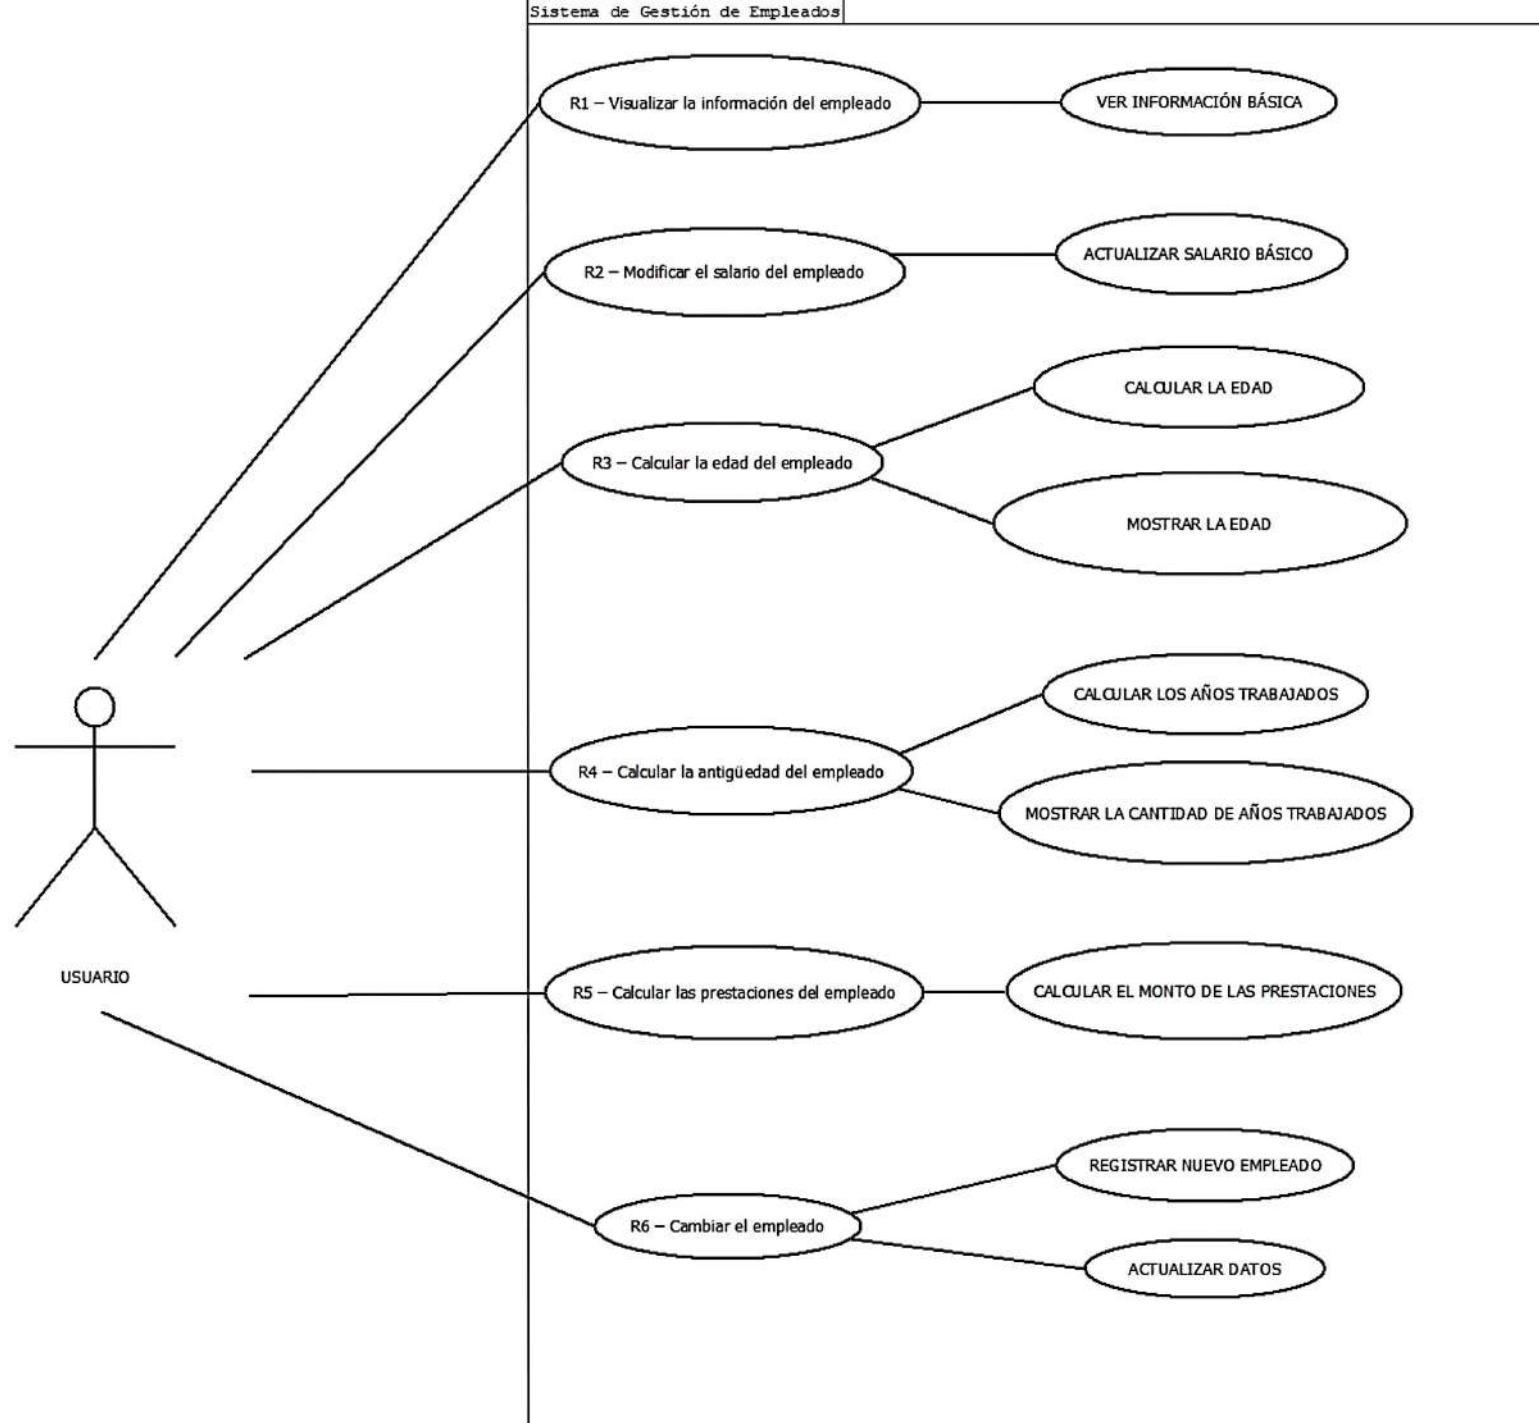 Sistema de Gestión de Empleados
R1 – Visualizar la información del empleado
VER INFORMACIÓN BÁSICA
R2 – Modificar el salario del empleado
ACTUALIZAR SALARIO BÁSICO
CALCULAR LA EDAD
R3 – Calcular la edad del empleado
MOSTRAR LA EDAD
CALCULAR LOS AÑOS TRABAJADOS
R4 – Calcular la antigüedad del empleado
MOSTRAR LA CANTIDAD DE AÑOS TRABAJADOS
USUARIO
R5 – Calcular las prestaciones del empleado
CALCULAR EL MONTO DE LAS PRESTACIONES
REGISTRAR NUEVO EMPLEADO
R6 – Cambiar el empleado
ACTUALIZAR DATOS